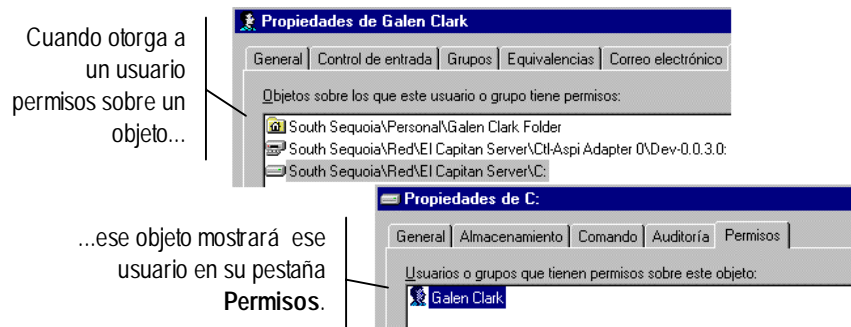 Cuando otorga a
un usuario
permisos sobre un
objeto...
Propiedades de Galen Clark
General Control de entrada Grupos Equivalencias Correo electrónico
Objetos sobre los que este usuario o grupo tiene permisos:
South Sequoia\Personal\Galen Clark Folder
South Sequoia\Red\El Capitan Server\Ctl-Aspi Adapter 0\Dev-0.0.3.0:
South Sequoia\Red\El Capitan Server\C:
...ese objeto mostrará ese
usuario en su pestaña
Permisos.
Propiedades de C:
General Almacenamiento Comando Auditoría Permisos
Usuarios o grupos que tienen permisos sobre este objeto:
Galen Clark